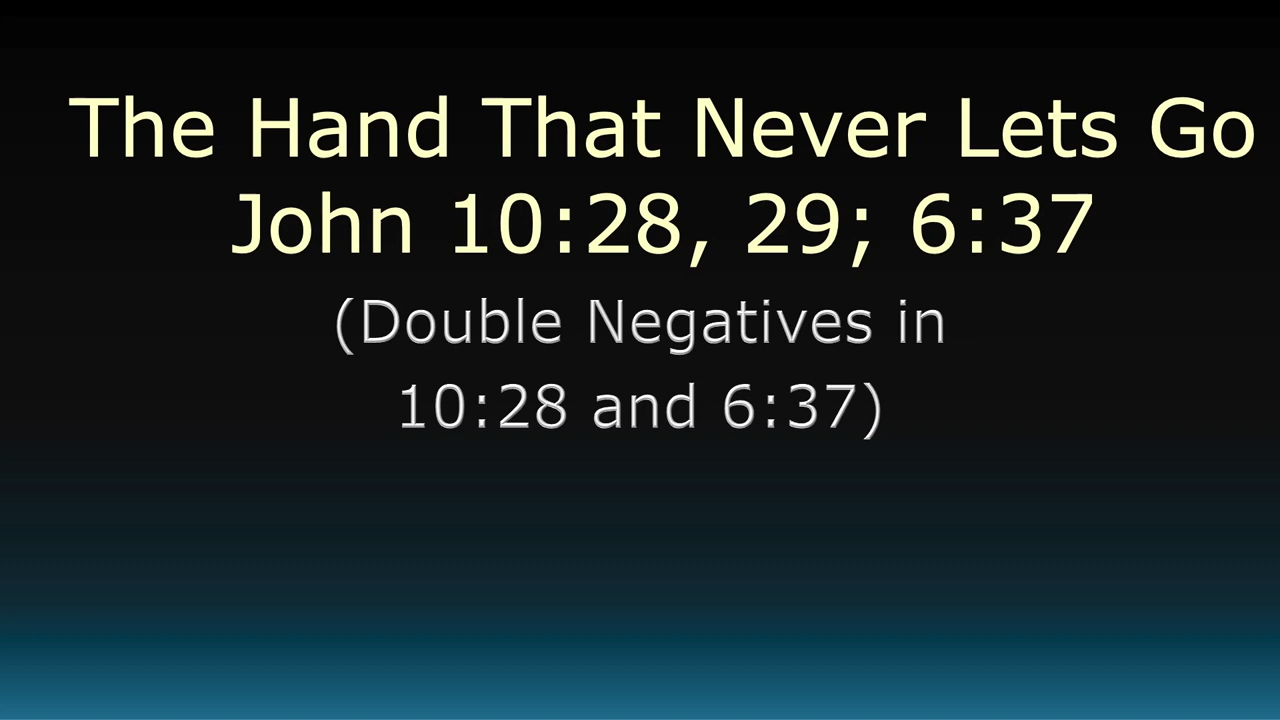 The Hand That Never Lets Go
John 10:28, 29; 6:37
(Double Negatives in
10:28 and 6:37)